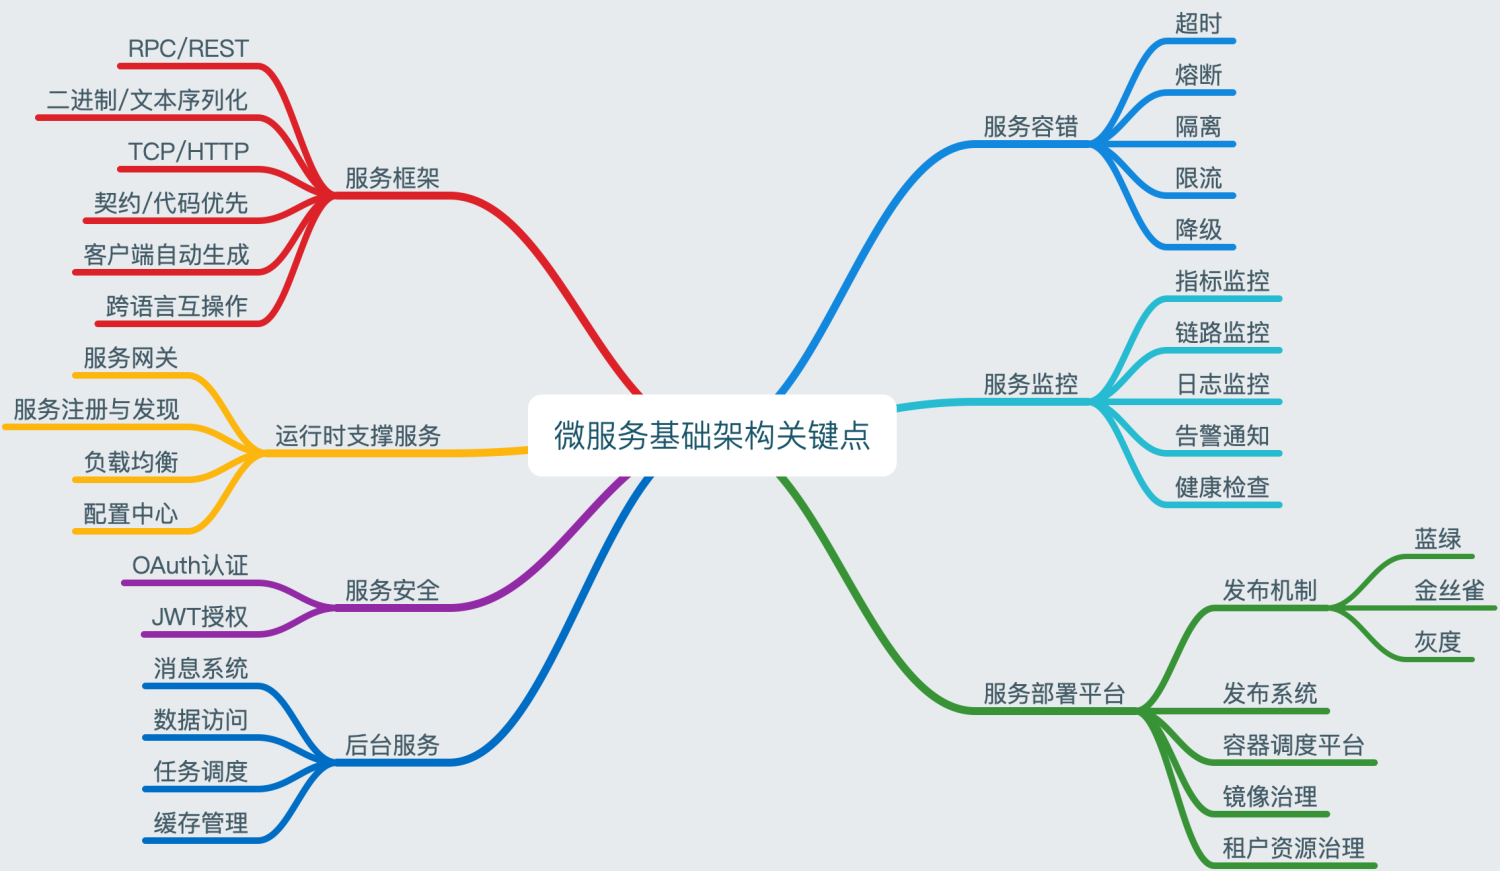 微服务基础架构关键点
服务框架
RPC/REST
二进制/文本序列化
TCP/HTTP
契约/代码优先
客户端自动生成
跨语言互操作
运行时支撑服务
服务网关
服务注册与发现
负载均衡
配置中心
服务安全
OAuth认证
JWT授权
后台服务
消息系统
数据访问
任务调度
缓存管理
服务容错
超时
熔断
隔离
限流
降级
服务监控
指标监控
链路监控
日志监控
告警通知
健康检查
服务部署平台
发布机制
蓝绿
金丝雀
灰度
发布系统
容器调度平台
镜像治理
租户资源治理